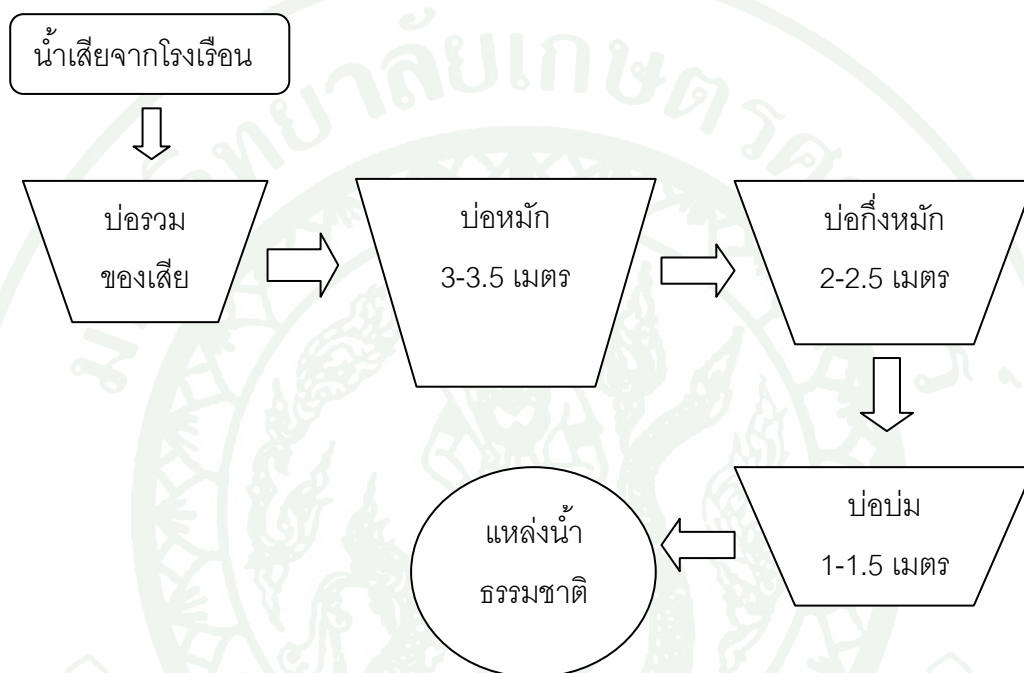 น้ำเสียจากโรงเรือน
บ่อรวม
ของเสีย
บ่อหมัก
3-3.5 เมตร
บ่อกึ่งหมัก
2-2.5 เมตร
บ่อบ่ม
1-1.5 เมตร
แหล่งน้ำ
ธรรมชาติ